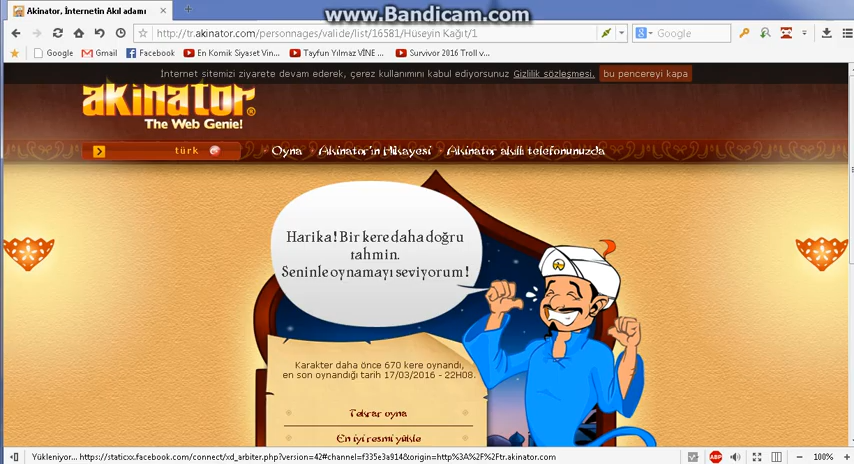 www.Bandicam.com
Akinator, İnternetin Akıl adamı
http://tr.akinator.com/personnages/valide/list/16581/Hüseyin Kağıt/1
Google
Google
Gmail
Facebook
En Komik Siyaset Vin...
Tayfun Yılmaz VİNE ...
Survivor 2016 Troll v...
İnternet sitemizi ziyarete devam ederek, çerez kullanımını kabul ediyorsunuz Gizlilik sözleşmesi. bu pencereyi kapa
akinator®
The Web Genie!
türk
Oyna
Akinator'ın Hikayesi
Akinator akıllı telefonunuzda
Harika! Bir kere daha doğru
tahmin.
Seninle oynamayı seviyorum!
Karakter daha önce 670 kere oynandı,
en son oynandığı tarih 17/03/2016 - 22H08.
Tekrar oyna
En iyi resmi yükle
Yükleniyor... https://staticxx.facebook.com/connect/xd_arbiter.php?version=42#channel=f335e3a914&origin=http%3A%2F%2Ftr.akinator.com
ABP
100%